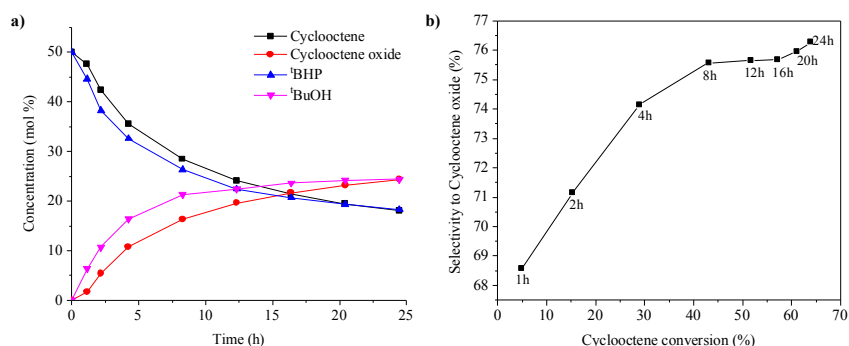 a)
Cyclooctene
Cyclooctene oxide
ᵗBHP
ᵗBuOH
50
40
30
20
10
0
0 5 10 15 20 25
Concentration (mol %)
Time (h)
b)
77
76
75
74
73
72
71
70
69
68
0 10 20 30 40 50 60 70
Selectivity to Cyclooctene oxide (%)
Cyclooctene conversion (%)
1h
2h
4h
8h
12h
16h
20h
24h